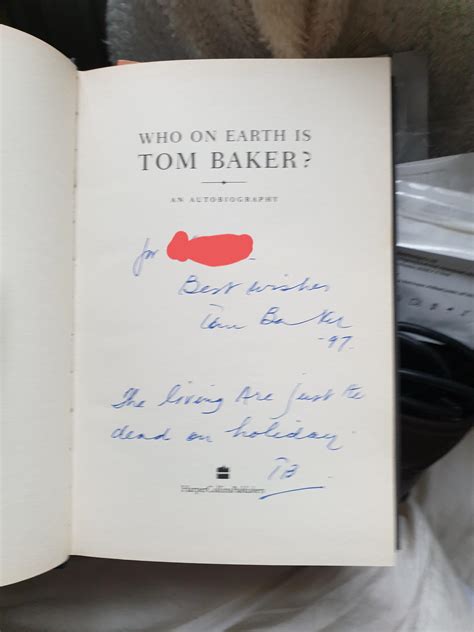 WHO ON EARTH IS
TOM BAKER?
AN AUTOBIOGRAPHY
for
Best wishes
Tom Baker
-97.
The living Are just the
dead on holiday.
TB
HarperCollinsPublishers